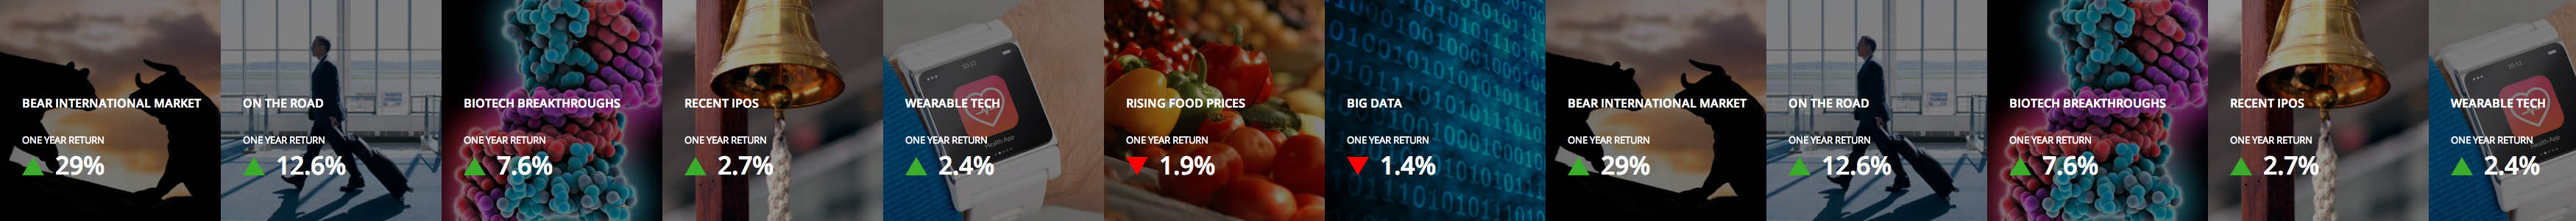 BEAR INTERNATIONAL MARKET
ONE YEAR RETURN
29%
ON THE ROAD
ONE YEAR RETURN
12.6%
BIOTECH BREAKTHROUGHS
ONE YEAR RETURN
7.6%
RECENT IPOS
ONE YEAR RETURN
2.7%
10:12
Health App
WEARABLE TECH
ONE YEAR RETURN
2.4%
RISING FOOD PRICES
ONE YEAR RETURN
1.9%
BIG DATA
ONE YEAR RETURN
1.4%
BEAR INTERNATIONAL MARKET
ONE YEAR RETURN
29%
ON THE ROAD
ONE YEAR RETURN
12.6%
BIOTECH BREAKTHROUGHS
ONE YEAR RETURN
7.6%
RECENT IPOS
ONE YEAR RETURN
2.7%
WEARABLE TECH
ONE YEAR RETURN
2.4%